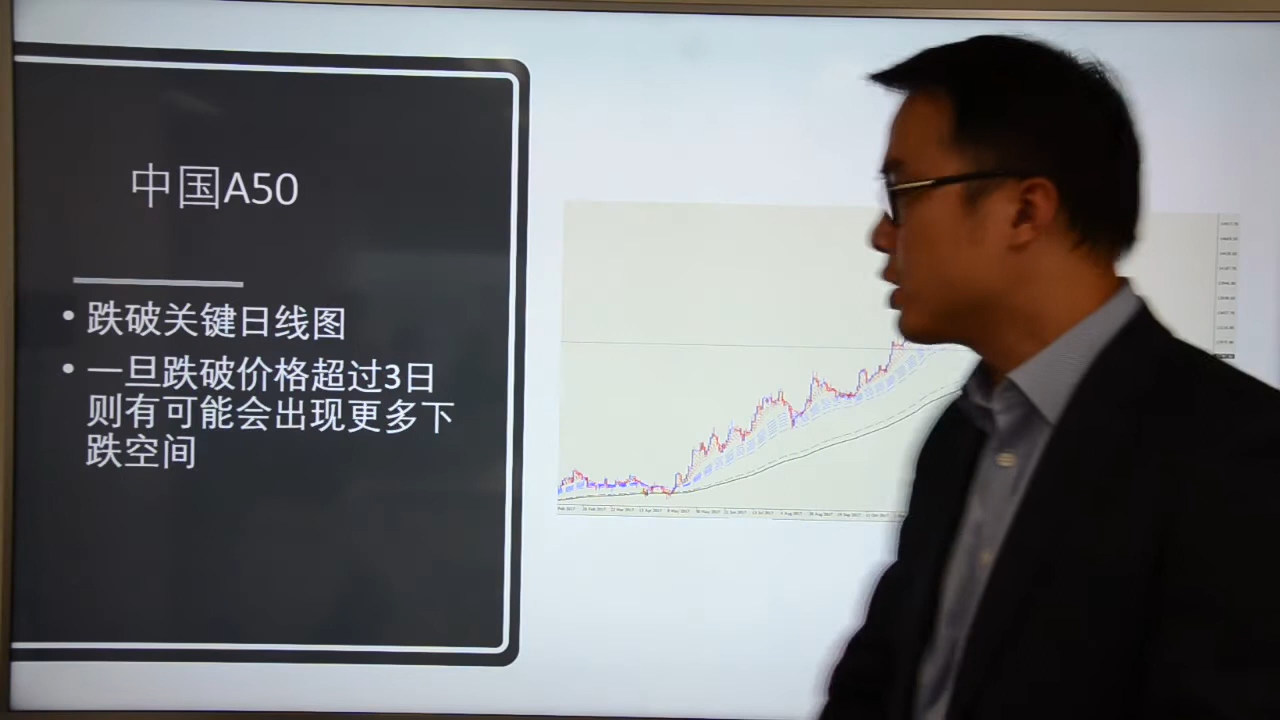 中国A50
• 跌破关键日线图
• 一旦跌破价格超过3日
则有可能会出现更多下
跌空间